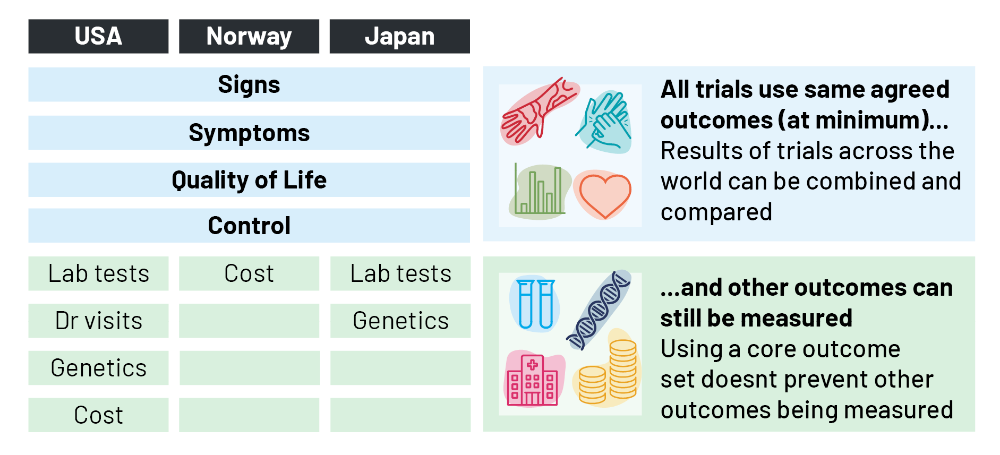 USA
Norway
Japan
Signs
Symptoms
Quality of Life
Control
Lab tests
Cost
Lab tests
Dr visits
Genetics
Genetics
Cost
All trials use same agreed
outcomes (at minimum)...
Results of trials across the
world can be combined and
compared
...and other outcomes can
still be measured
Using a core outcome
set doesnt prevent other
outcomes being measured